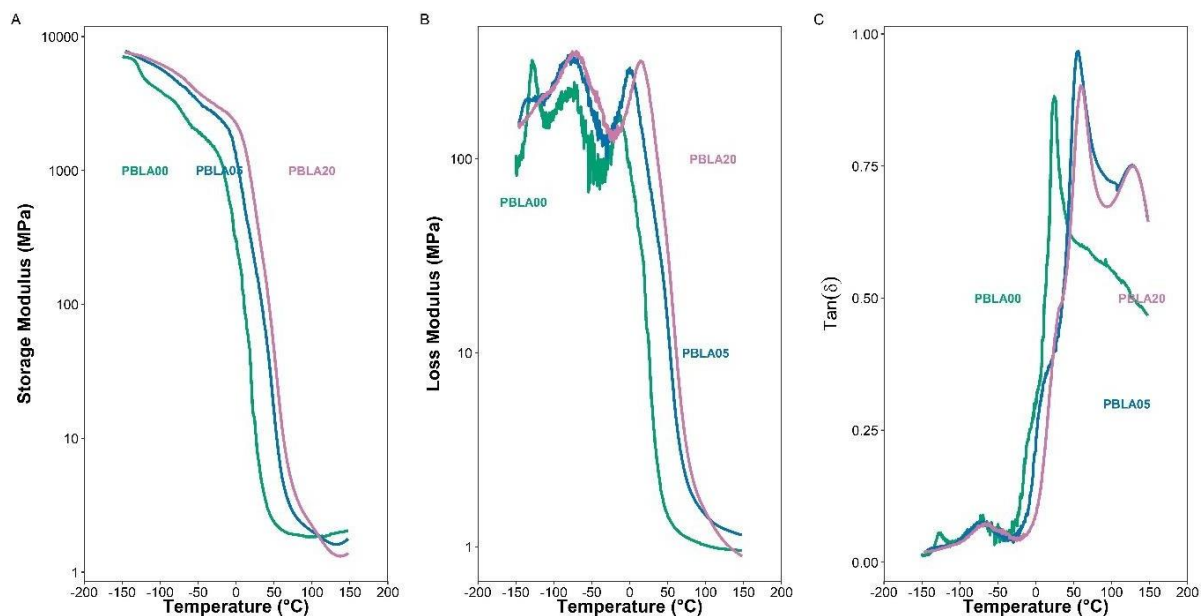 A
10000
1000
100
10
1
-200
-150
-100
-50
0
50
100
150
200
Storage Modulus (MPa)
Temperature (°C)
PBLA00
PBLA05
PBLA20
B
100
10
1
-200
-150
-100
-50
0
50
100
150
200
Loss Modulus (MPa)
Temperature (°C)
PBLA20
PBLA00
PBLA05
C
1.00
0.75
0.50
0.25
0.00
-200
-150
-100
-50
0
50
100
150
200
Tan(δ)
Temperature (°C)
PBLA00
PBLA20
PBLA05